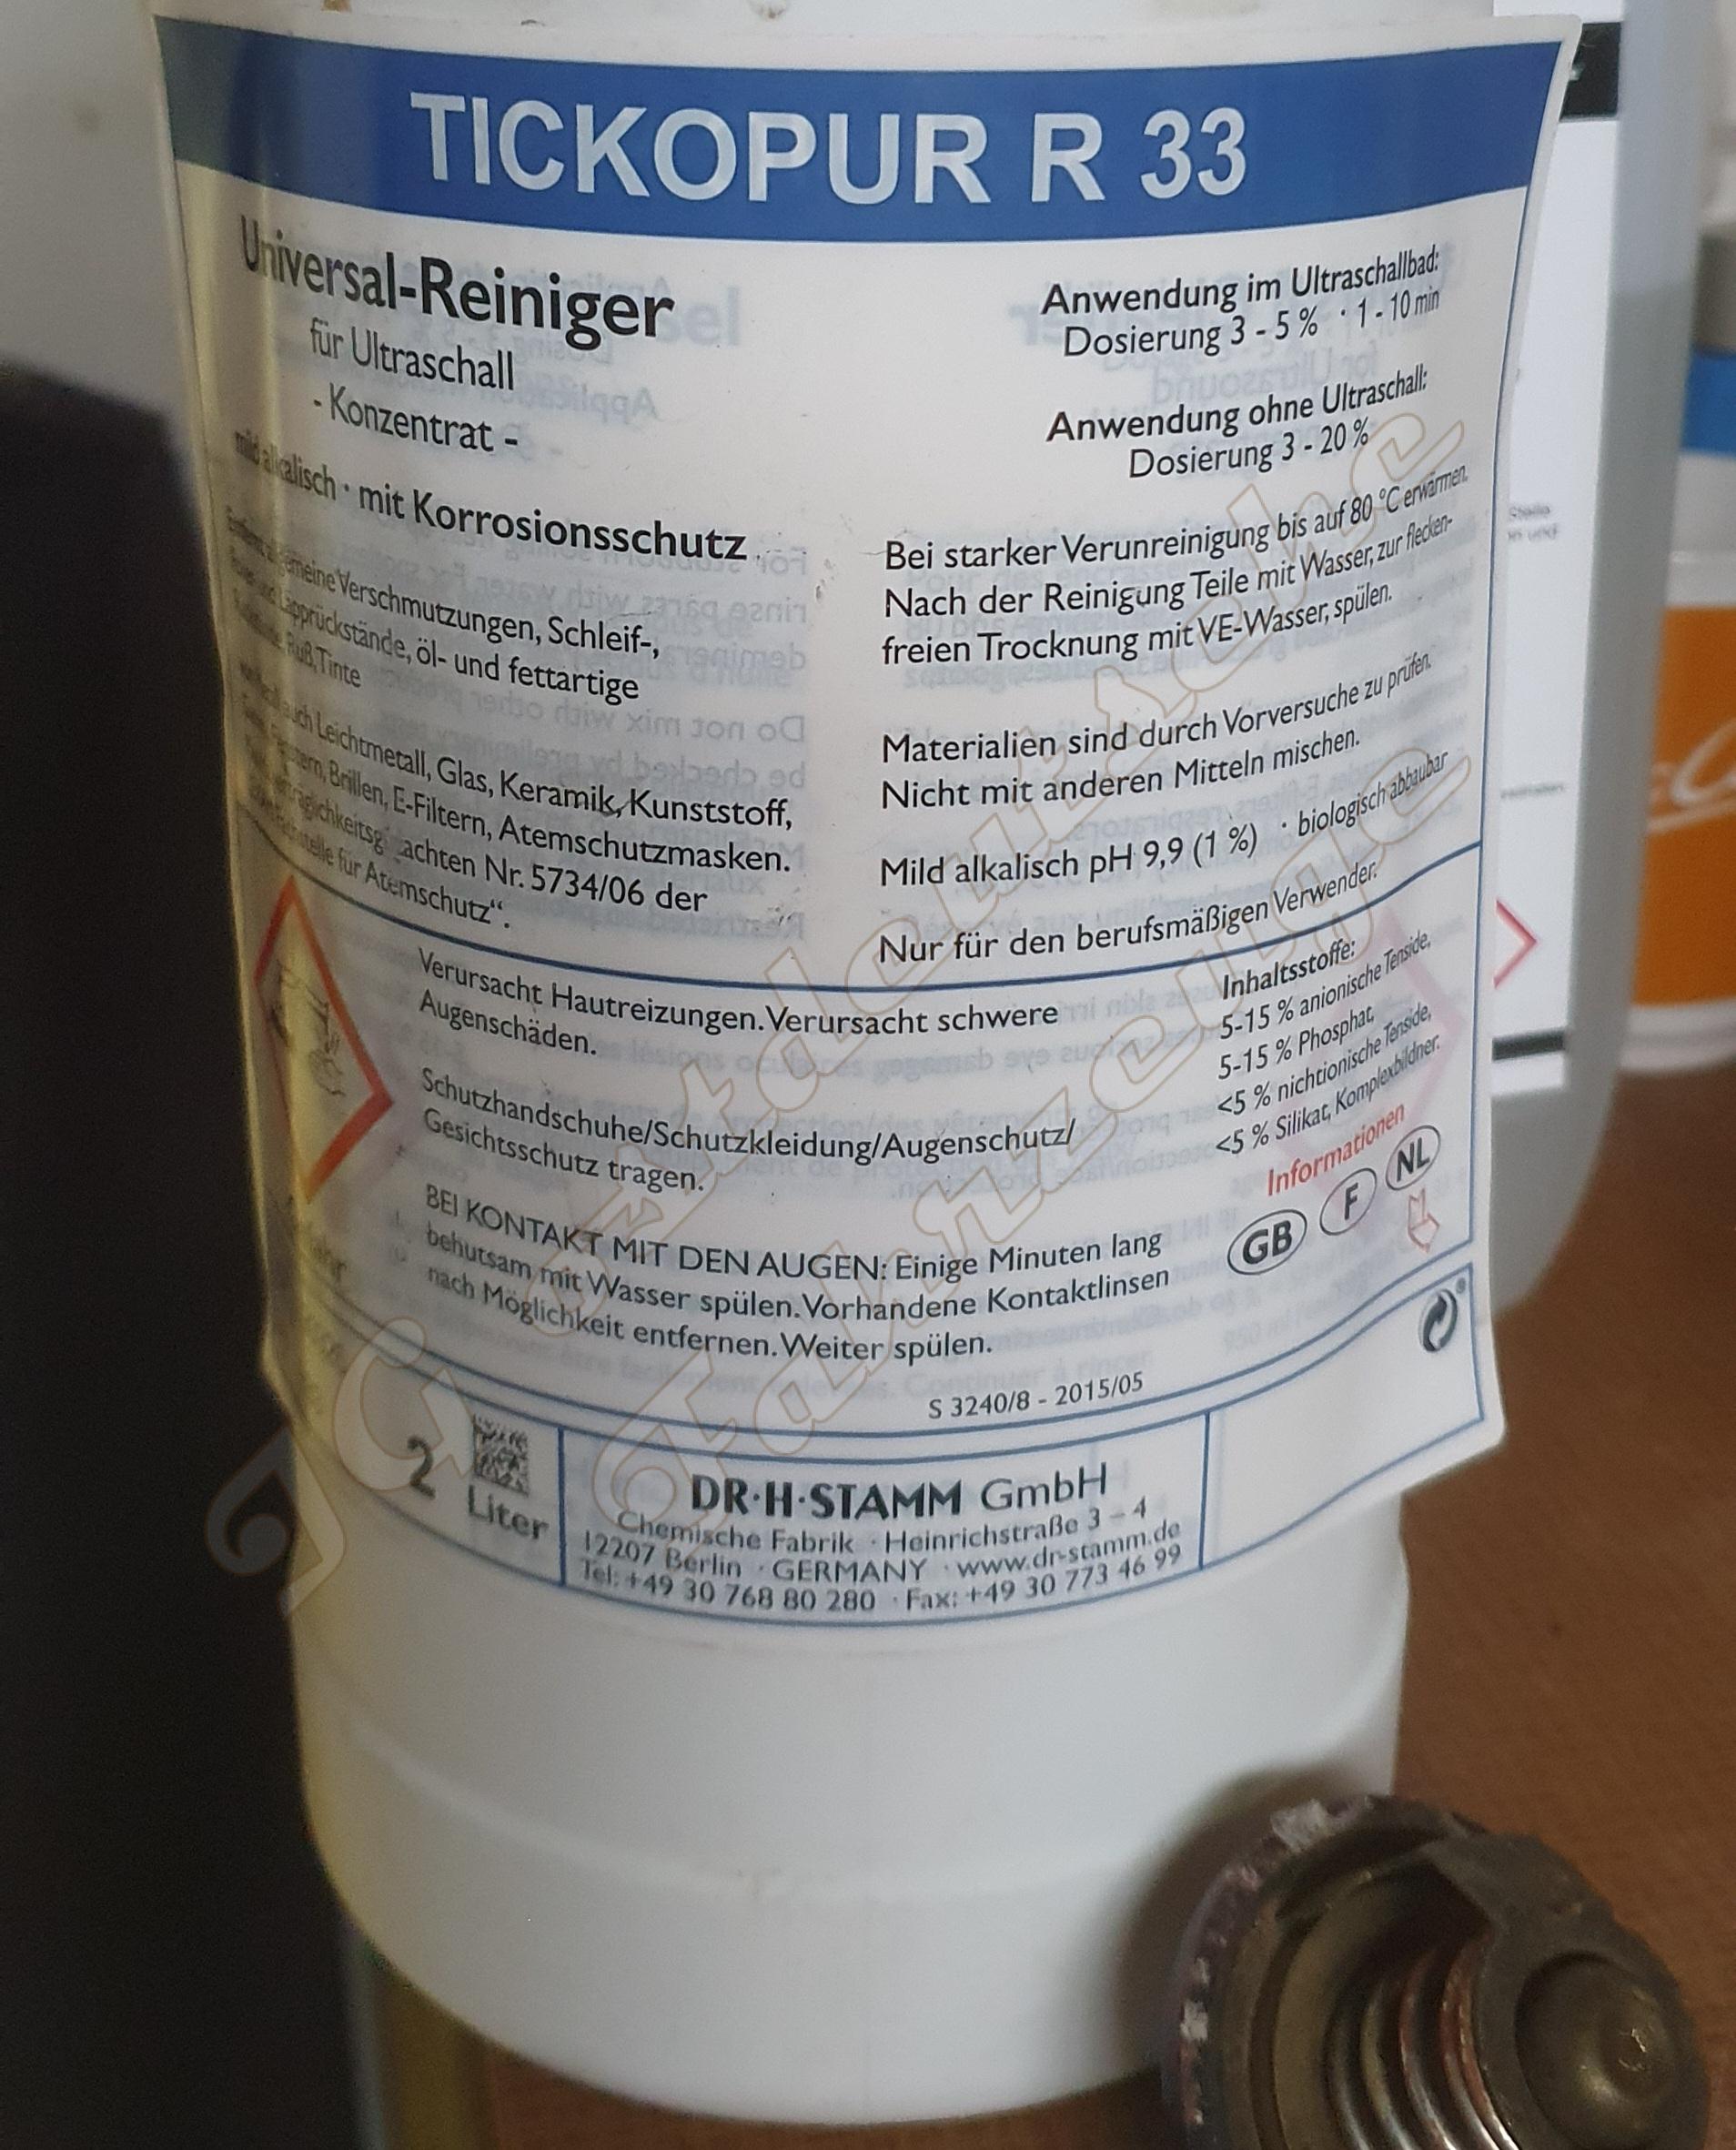 TICKOPUR R 33
Universal-Reiniger
für Ultraschall
- Konzentrat -
mild alkalisch · mit Korrosionsschutz
allgemeine Verschmutzungen, Schleif-,
und Läpprückstände, öl- und fettartige
Ruß, Tinte
auch Leichtmetall, Glas, Keramik, Kunststoff,
Brillen, E-Filtern, Atemschutzmasken.
achten Nr. 5734/06 der
für Atemschutz“.
Anwendung im Ultraschallbad:
Dosierung 3 - 5 % · 1 - 10 min
Anwendung ohne Ultraschall:
Dosierung 3 - 20 %
Bei starker Verunreinigung bis auf 80 °C erwärmen.
Nach der Reinigung Teile mit Wasser, zur flecken-
freien Trocknung mit VE-Wasser, spülen.
Materialien sind durch Vorversuche zu prüfen.
Nicht mit anderen Mitteln mischen.
Mild alkalisch pH 9,9 (1 %) · biologisch abbaubar
Nur für den berufsmäßigen Verwender.
Verursacht Hautreizungen. Verursacht schwere
Augenschäden.
Schutzhandschuhe/Schutzkleidung/Augenschutz/
Gesichtsschutz tragen.
BEI KONTAKT MIT DEN AUGEN: Einige Minuten lang
behutsam mit Wasser spülen. Vorhandene Kontaktlinsen
nach Möglichkeit entfernen. Weiter spülen.
Inhaltsstoffe:
5-15 % anionische Tenside,
5-15 % Phosphat,
<5 % nichtionische Tenside,
<5 % Silikat, Komplexbildner.
Informationen
GB F NL
S 3240/8 - 2015/05
2
Liter
DR·H·STAMM GmbH
Chemische Fabrik · Heinrichstraße 3 – 4
12207 Berlin · GERMANY · www.dr-stamm.de
Tel: +49 30 768 80 280 · Fax: +49 30 773 46 99
IG Ostdeutsche
Fahrzeuge